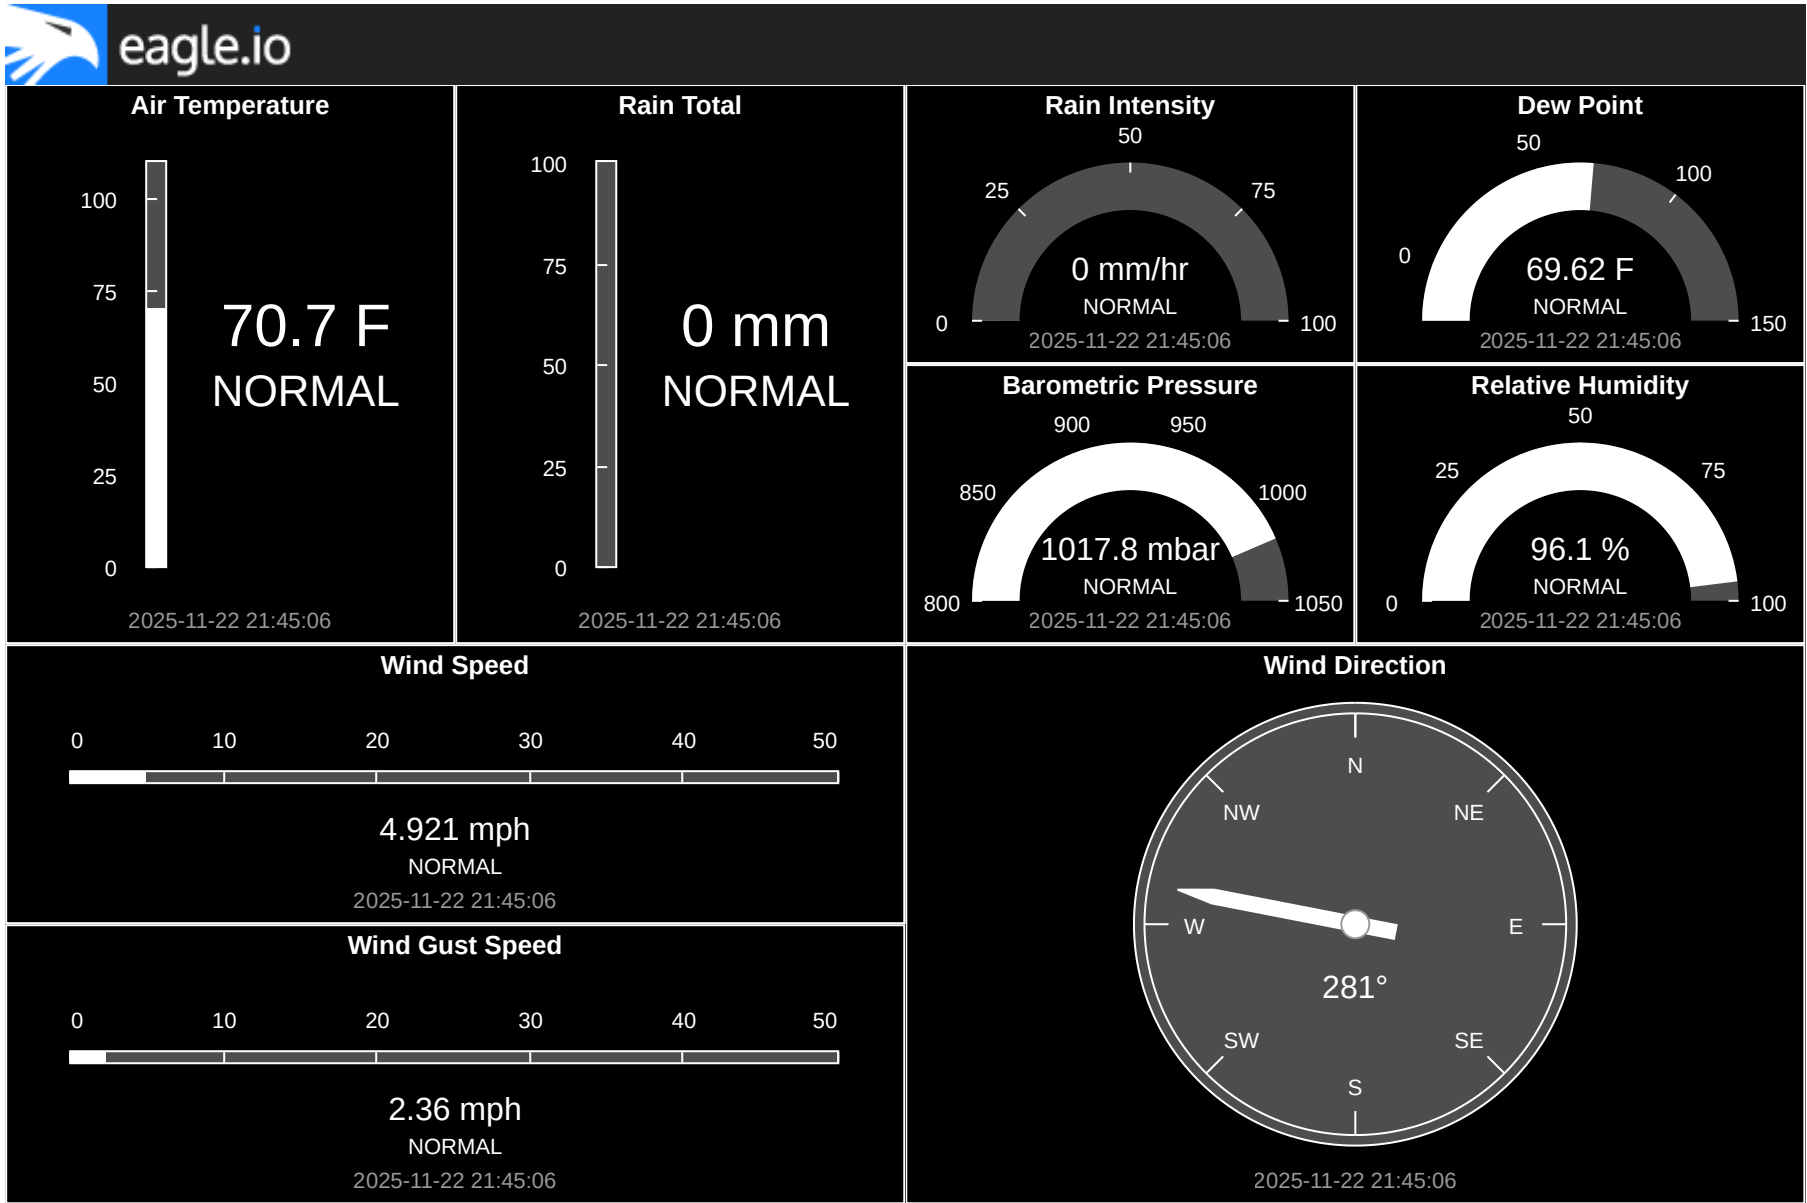 eagle.io
Air Temperature
100
75
50
25
0
70.7 F
NORMAL
2025-11-22 21:45:06
Rain Total
100
75
50
25
0
0 mm
NORMAL
2025-11-22 21:45:06
Rain Intensity
0
25
50
75
100
0 mm/hr
NORMAL
2025-11-22 21:45:06
Dew Point
0
50
100
150
69.62 F
NORMAL
2025-11-22 21:45:06
Barometric Pressure
800
850
900
950
1000
1050
1017.8 mbar
NORMAL
2025-11-22 21:45:06
Relative Humidity
0
25
50
75
100
96.1 %
NORMAL
2025-11-22 21:45:06
Wind Speed
0 10 20 30 40 50
4.921 mph
NORMAL
2025-11-22 21:45:06
Wind Gust Speed
0 10 20 30 40 50
2.36 mph
NORMAL
2025-11-22 21:45:06
Wind Direction
N
NW NE
W E
281°
SW SE
S
2025-11-22 21:45:06